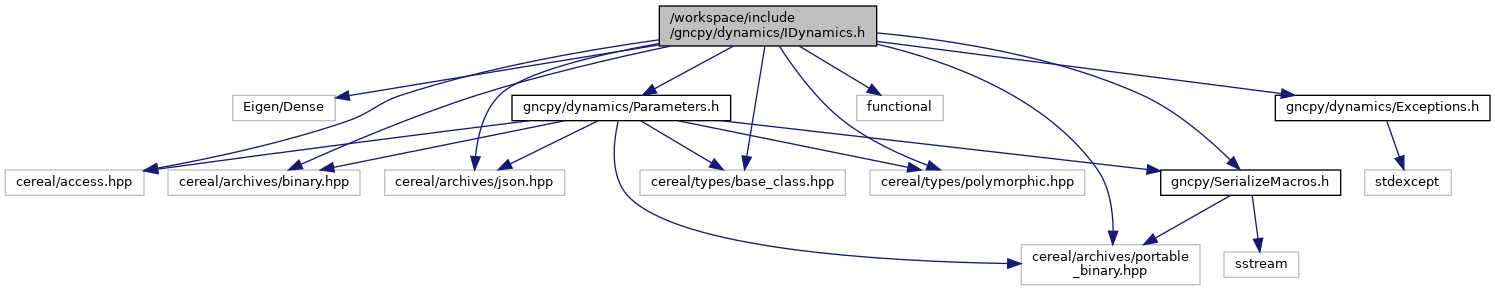 /workspace/include
/gncpy/dynamics/IDynamics.h
Eigen/Dense
gncpy/dynamics/Parameters.h
functional
gncpy/dynamics/Exceptions.h
cereal/access.hpp
cereal/archives/binary.hpp
cereal/archives/json.hpp
cereal/types/base_class.hpp
cereal/types/polymorphic.hpp
gncpy/SerializeMacros.h
stdexcept
cereal/archives/portable
_binary.hpp
sstream